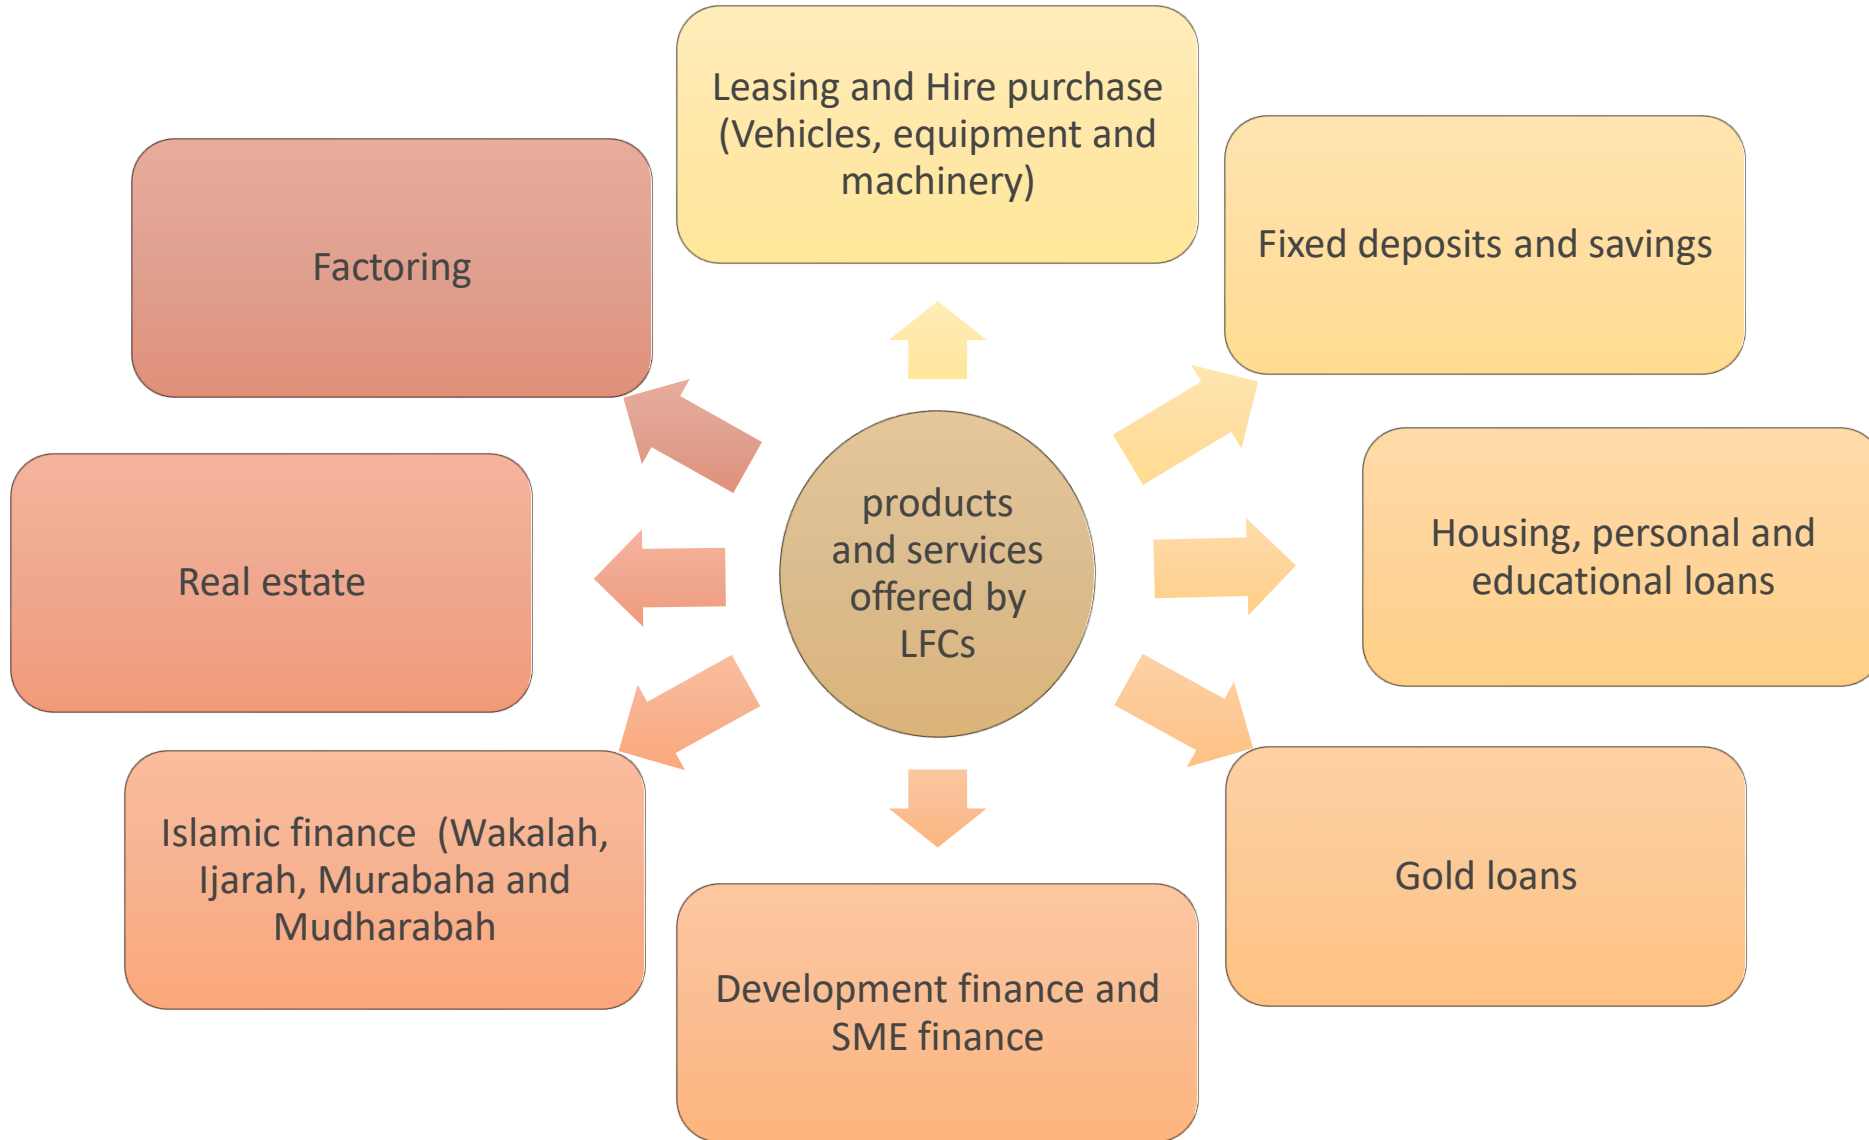 Leasing and Hire purchase
(Vehicles, equipment and
machinery)
Fixed deposits and savings
Housing, personal and
educational loans
Gold loans
Development finance and
SME finance
Islamic finance  (Wakalah,
Ijarah, Murabaha and
Mudharabah
Real estate
Factoring
products
and services
offered by
LFCs